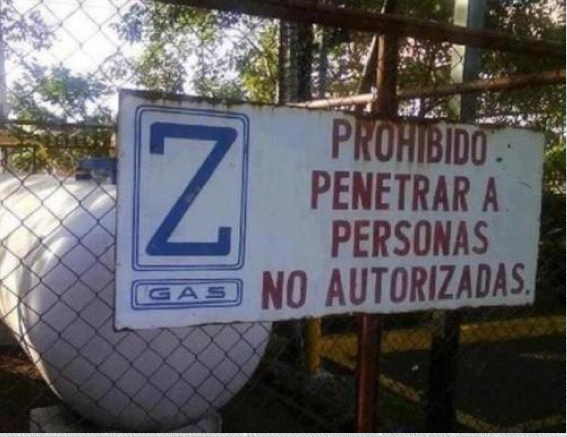 Z
GAS
PROHIBIDO
PENETRAR A
PERSONAS
NO AUTORIZADAS.